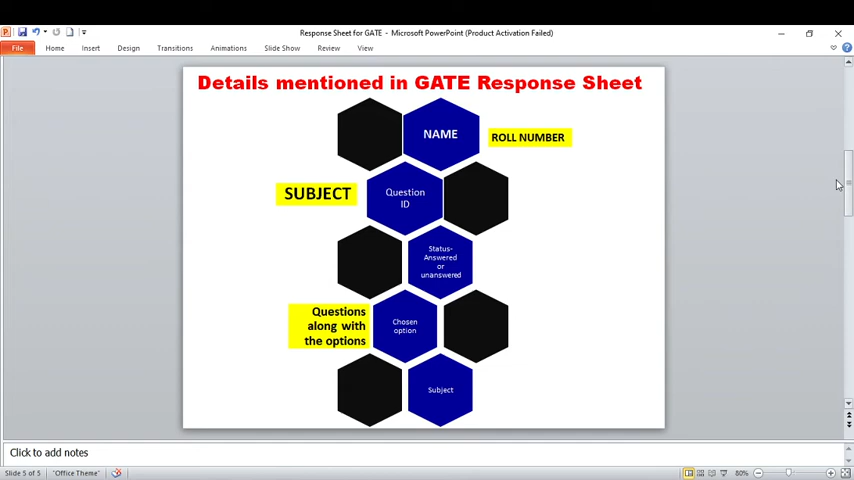 Response Sheet for GATE - Microsoft PowerPoint (Product Activation Failed)
File Home Insert Design Transitions Animations Slide Show Review View
Details mentioned in GATE Response Sheet
NAME
ROLL NUMBER
SUBJECT
Question
ID
Status-
Answered
or
unanswered
Questions
along with
the options
Chosen
option
Subject
Click to add notes
Slide 5 of 5 "Office Theme" 80%